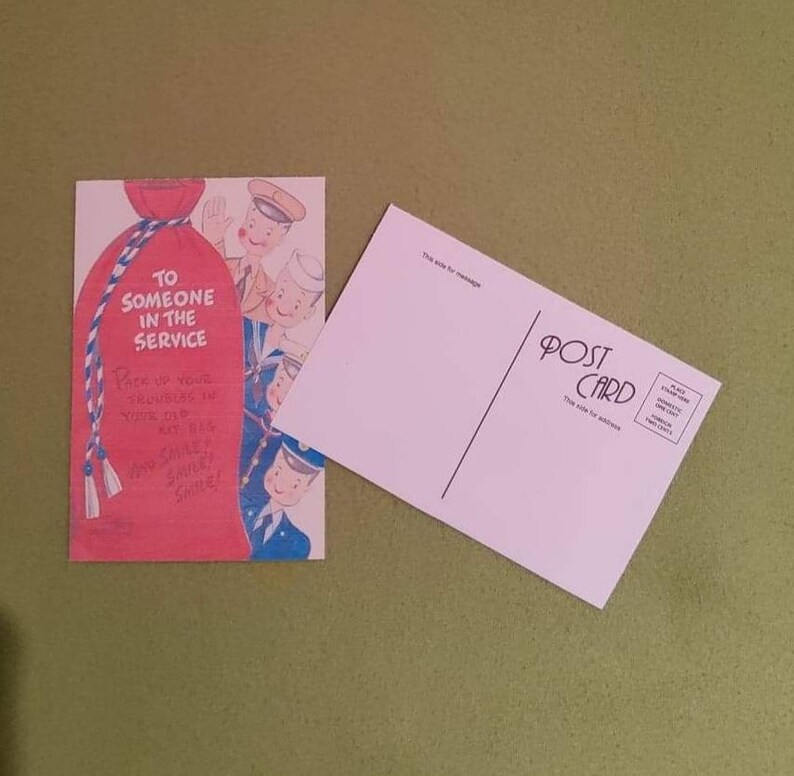 TO
SOMEONE
IN THE
SERVICE
PACK UP YOUR
TROUBLES IN
YOUR OLD
KIT BAG
AND SMILE!
SMILE!
SMILE!
This side for message
POST
CARD
This side for address
PLACE
STAMP HERE
DOMESTIC
ONE CENT
FOREIGN
TWO CENTS